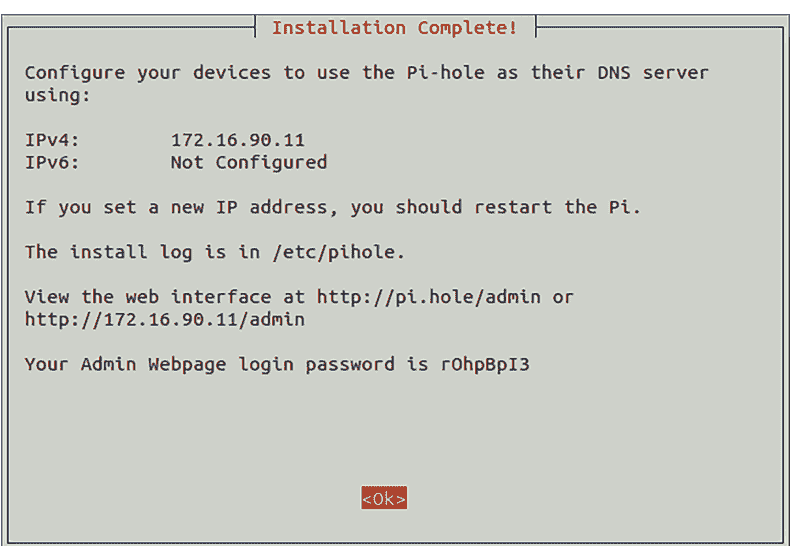 Installation Complete!
Configure your devices to use the Pi-hole as their DNS server
using:
IPv4: 172.16.90.11
IPv6: Not Configured
If you set a new IP address, you should restart the Pi.
The install log is in /etc/pihole.
View the web interface at http://pi.hole/admin or
http://172.16.90.11/admin
Your Admin Webpage login password is rOhpBpI3
<Ok>